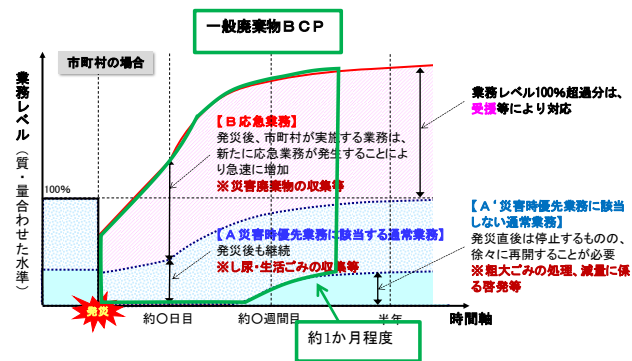 一般廃棄物BCP
市町村の場合
業務レベル
(質・量合わせた水準)
100%
【B応急業務】
発災後、市町村が実施する業務は、
新たに応急業務が発生することによ
り急速に増加
※災害廃棄物の収集等
業務レベル100%超過分は、
受援等により対応
【A災害時優先業務に該当する通常業務】
発災後も継続
※し尿・生活ごみの収集等
【A'災害時優先業務に該当
しない通常業務】
発災直後は停止するものの、
徐々に再開することが必要
※粗大ごみの処理、減量に係
る啓発等
発災
約〇日目
約〇週間目
半年
時間軸
約1か月程度